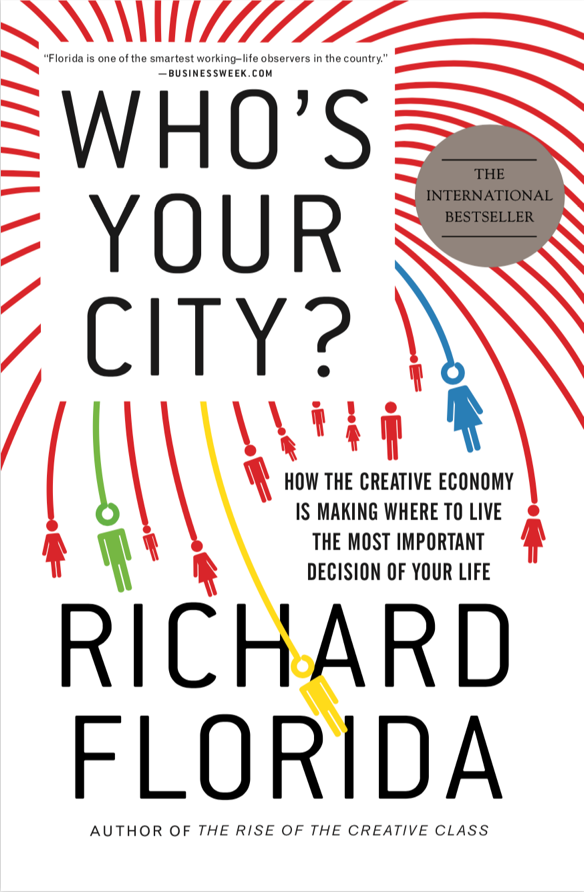 “Florida is one of the smartest working–life observers in the country.”
—BUSINESSWEEK.COM
WHO’S
YOUR
CITY?
THE
INTERNATIONAL
BESTSELLER
HOW THE CREATIVE ECONOMY
IS MAKING WHERE TO LIVE
THE MOST IMPORTANT
DECISION OF YOUR LIFE
RICHARD
FLORIDA
AUTHOR OF THE RISE OF THE CREATIVE CLASS